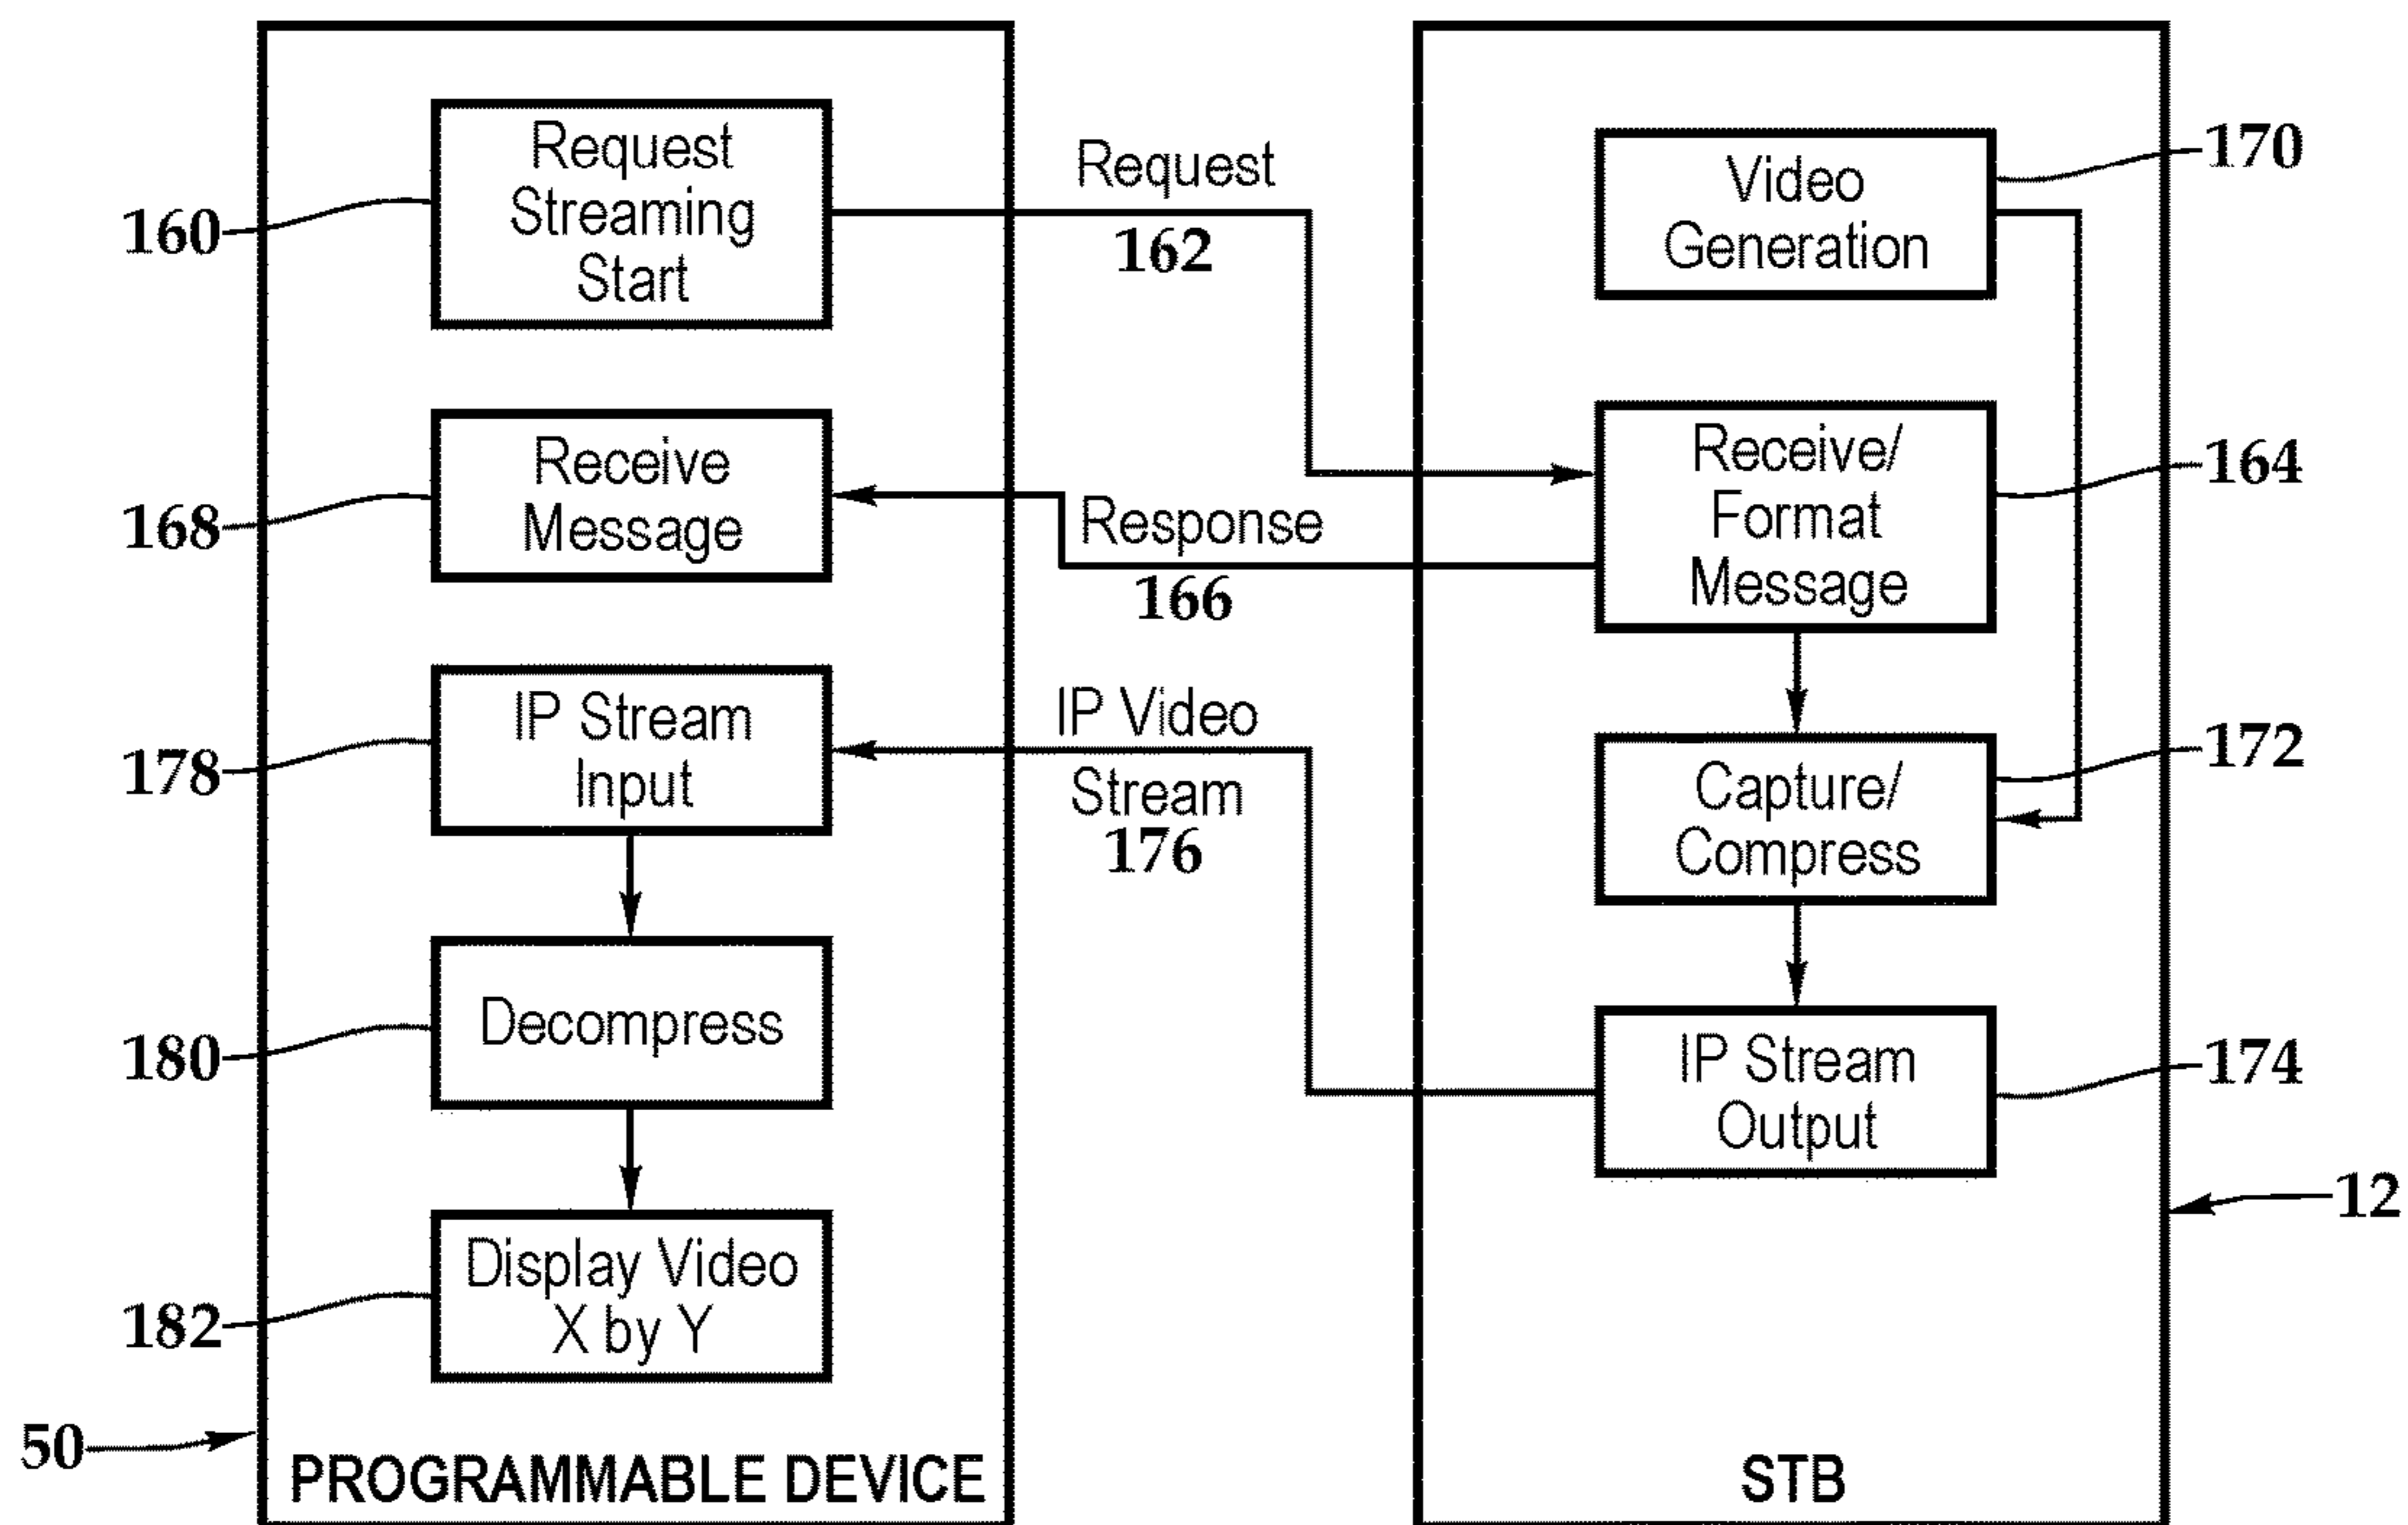 Request
Streaming
Start
160
Request
162
Video
Generation
170
Receive
Message
168
Response
166
Receive/
Format
Message
164
IP Stream
Input
178
IP Video
Stream
176
Capture/
Compress
172
Decompress
180
IP Stream
Output
174
12
Display Video
X by Y
182
50
PROGRAMMABLE DEVICE
STB